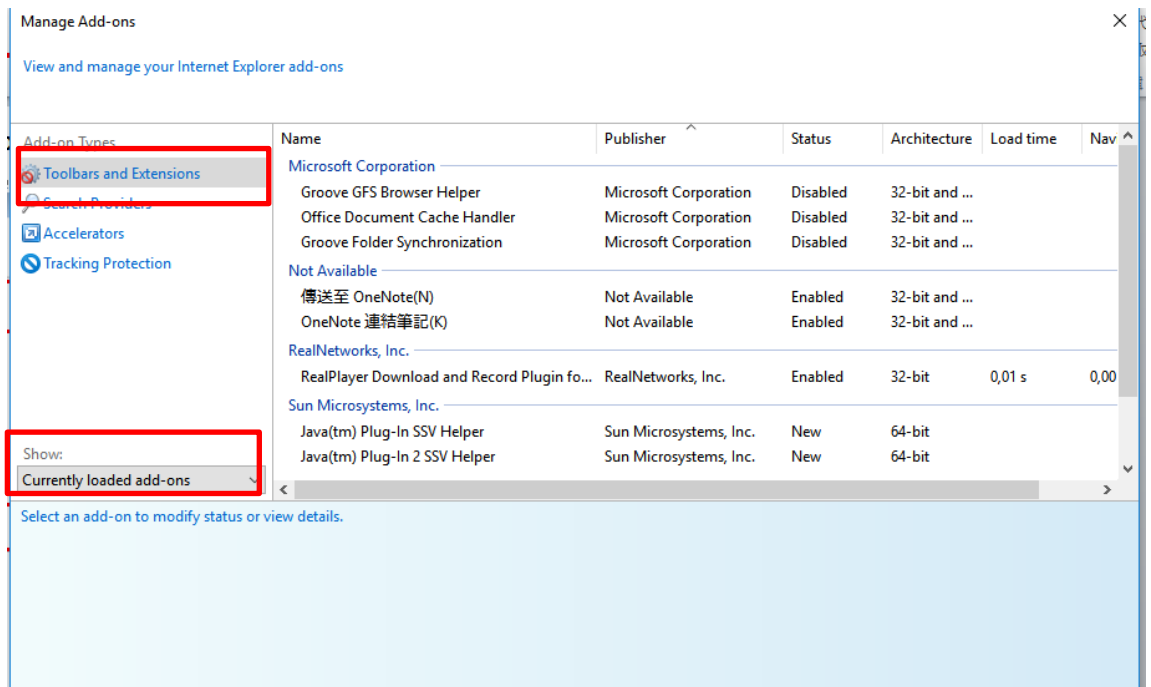 Manage Add-ons
View and manage your Internet Explorer add-ons
Add-on Types
Toolbars and Extensions
Search Providers
Accelerators
Tracking Protection
Show:
Currently loaded add-ons
Name Publisher Status Architecture Load time Nav
Microsoft Corporation
Groove GFS Browser Helper Microsoft Corporation Disabled 32-bit and ...
Office Document Cache Handler Microsoft Corporation Disabled 32-bit and ...
Groove Folder Synchronization Microsoft Corporation Disabled 32-bit and ...
Not Available
傳送至 OneNote(N) Not Available Enabled 32-bit and ...
OneNote 連結筆記(K) Not Available Enabled 32-bit and ...
RealNetworks, Inc.
RealPlayer Download and Record Plugin fo... RealNetworks, Inc. Enabled 32-bit 0,01 s 0,00
Sun Microsystems, Inc.
Java(tm) Plug-In SSV Helper Sun Microsystems, Inc. New 64-bit
Java(tm) Plug-In 2 SSV Helper Sun Microsystems, Inc. New 64-bit
Select an add-on to modify status or view details.